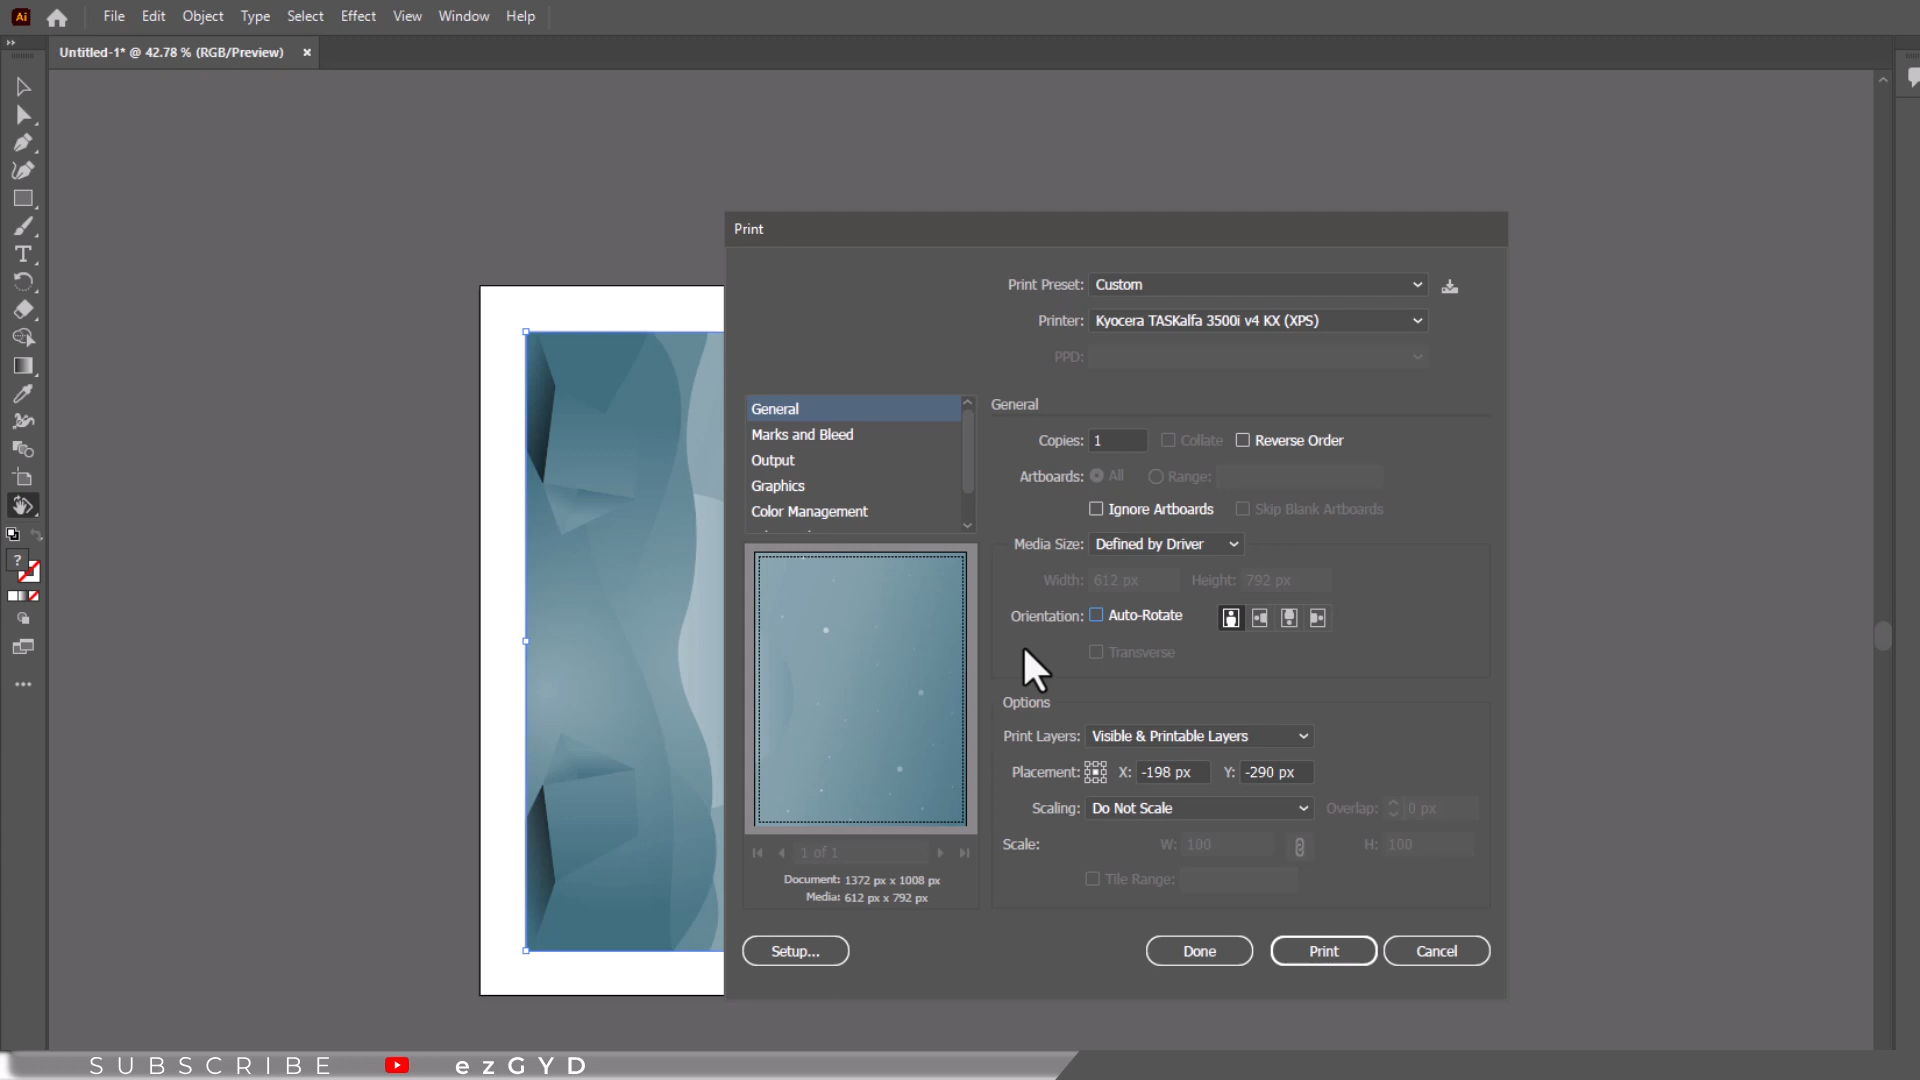 Ai File Edit Object Type Select Effect View Window Help
Untitled-1* @ 42.78 % (RGB/Preview) ×
Print
Print Preset: Custom
Printer: Kyocera TASKalfa 3500i v4 KX (XPS)
PPD:
General
Marks and Bleed
Output
Graphics
Color Management
General
Copies: 1 Collate Reverse Order
Artboards: All Range:
Ignore Artboards Skip Blank Artboards
Media Size: Defined by Driver
Width: 612 px Height: 792 px
Orientation: Auto-Rotate
Transverse
Options
Print Layers: Visible & Printable Layers
Placement: X: -198 px Y: -290 px
Scaling: Do Not Scale Overlap: 0 px
Scale: W: 100 H: 100
Tile Range:
1 of 1
Document: 1372 px x 1008 px
Media: 612 px x 792 px
Setup... Done Print Cancel
?
SUBSCRIBE ezGYD